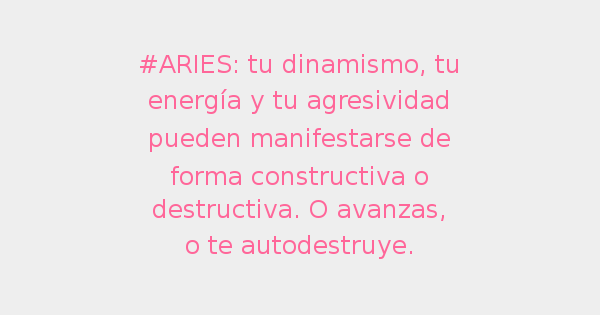 #ARIES: tu dinamismo, tu
energía y tu agresividad
pueden manifestarse de
forma constructiva o
destructiva. O avanzas,
o te autodestruye.